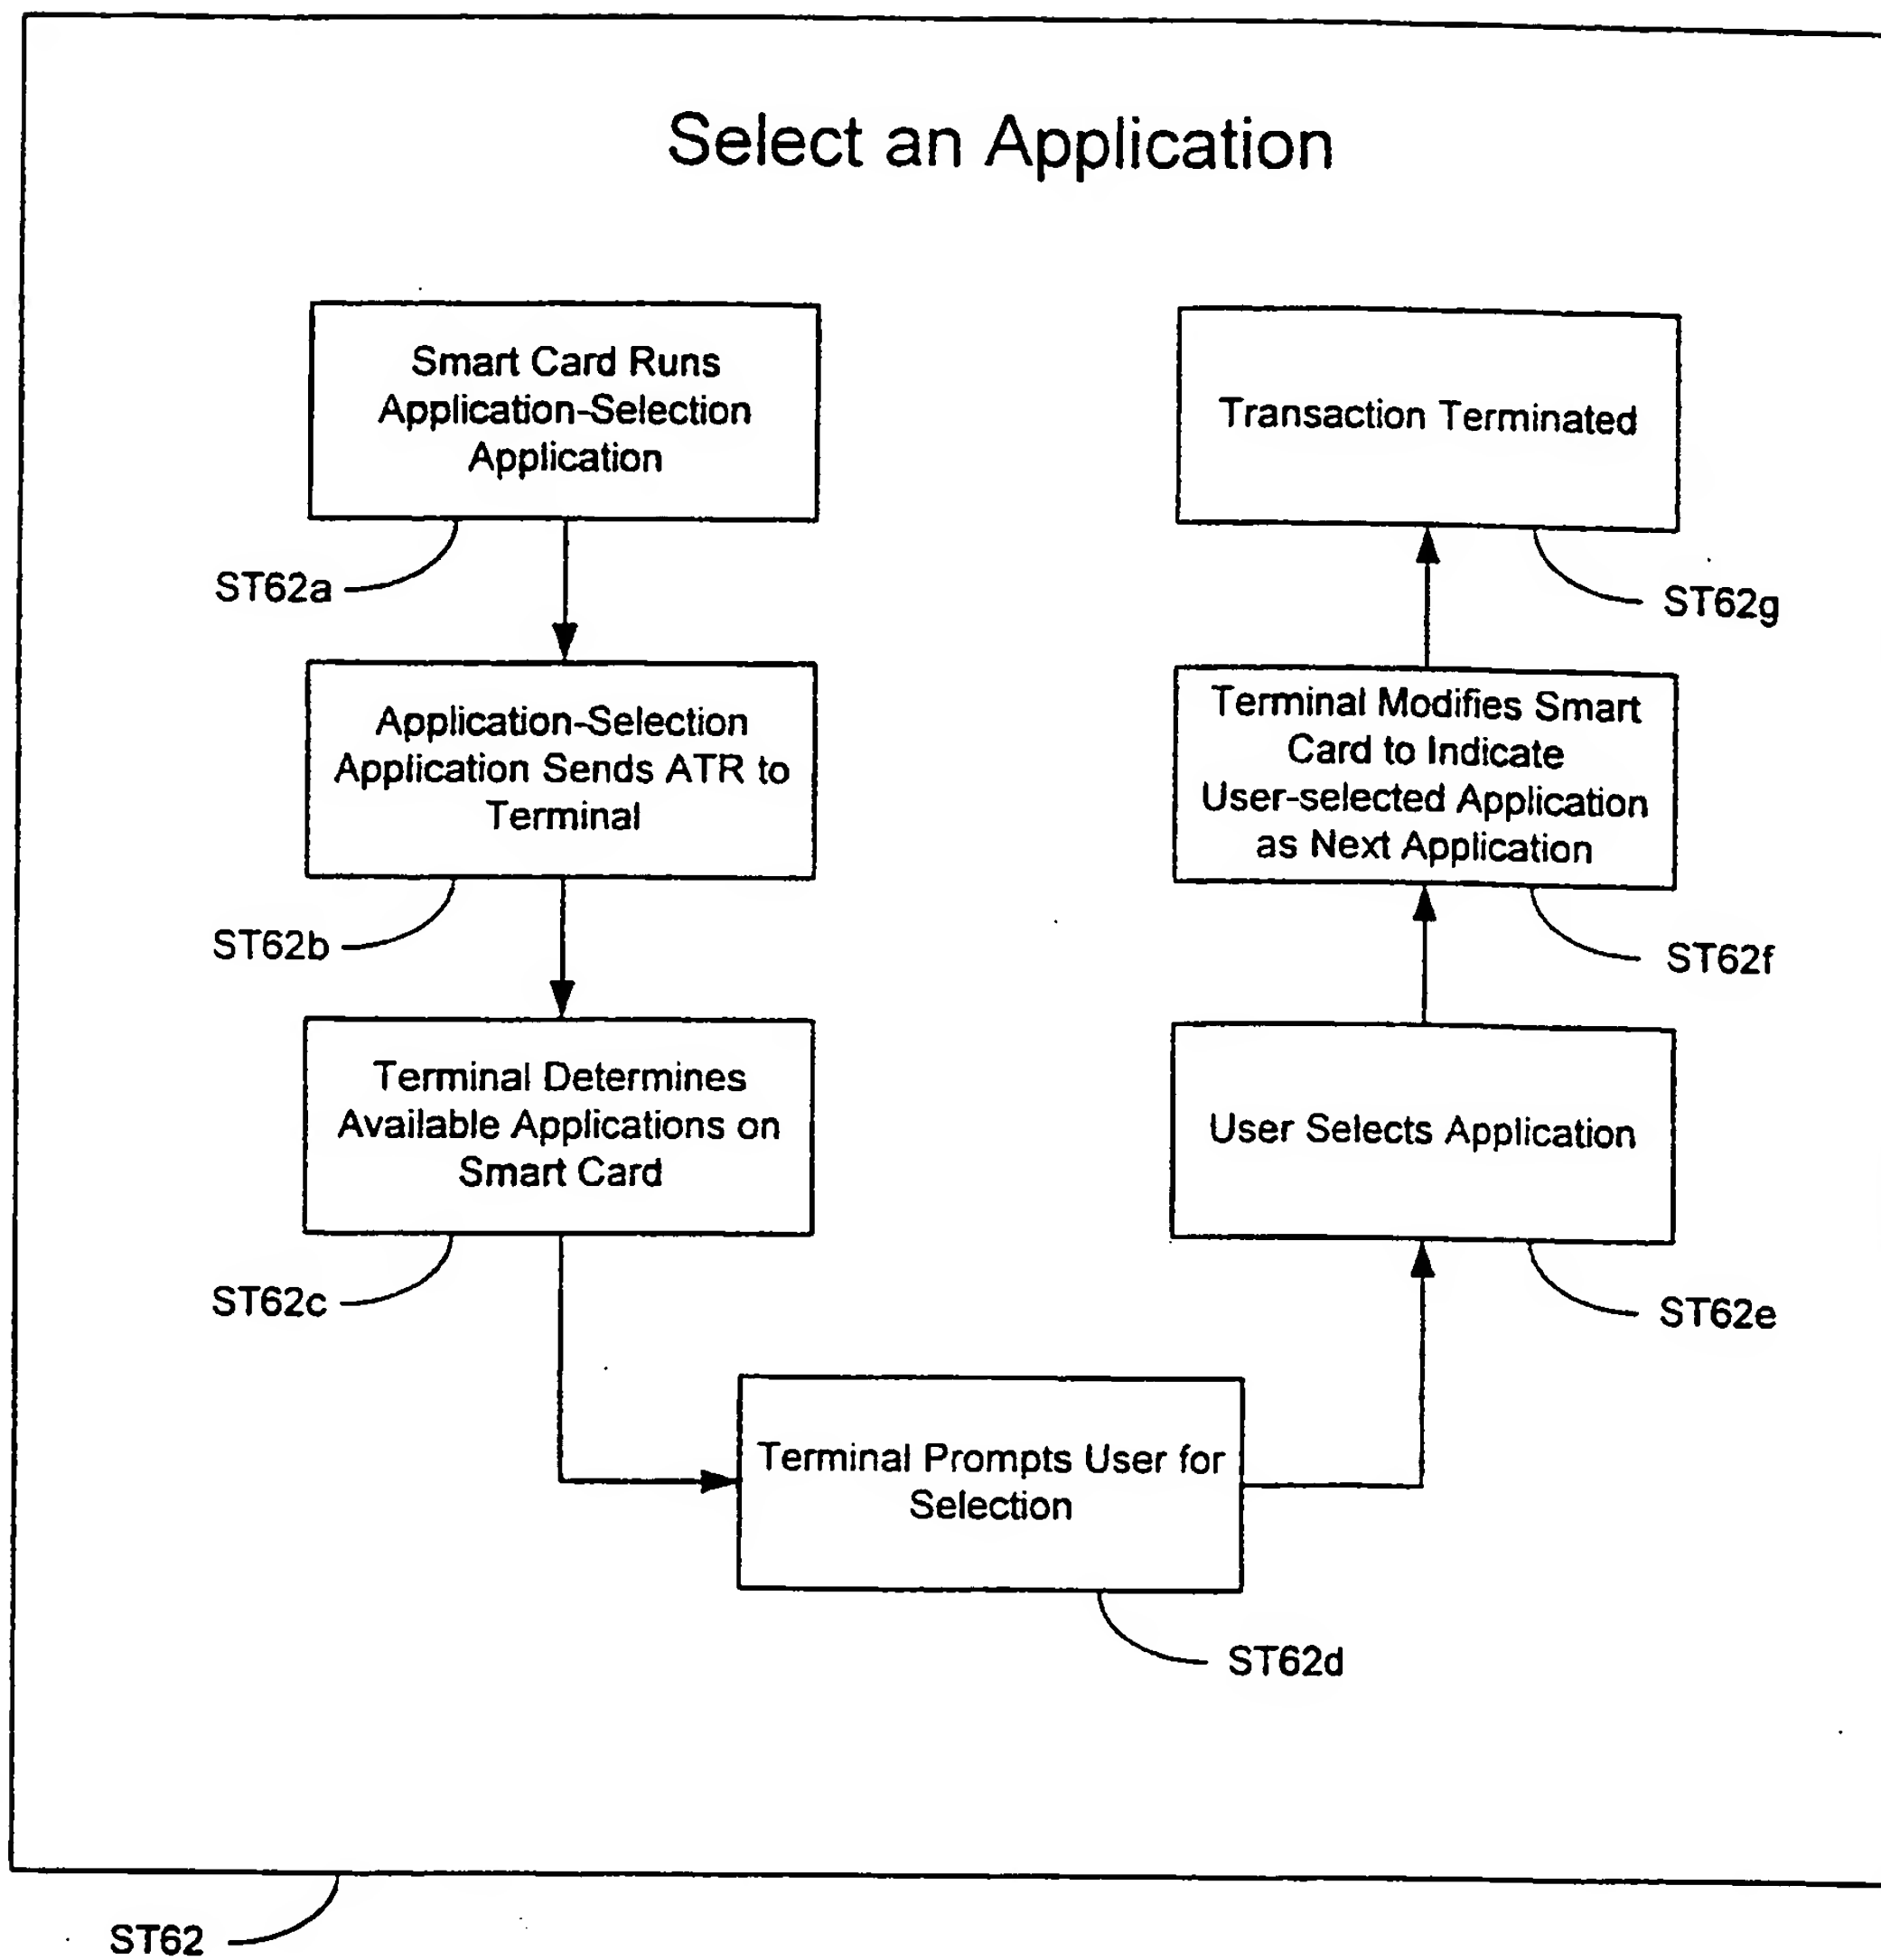 Select an Application
Smart Card Runs
Application-Selection
Application
ST62a
Application-Selection
Application Sends ATR to
Terminal
ST62b
Terminal Determines
Available Applications on
Smart Card
ST62c
Terminal Prompts User for
Selection
ST62d
User Selects Application
ST62e
Terminal Modifies Smart
Card to Indicate
User-selected Application
as Next Application
ST62f
Transaction Terminated
ST62g
ST62